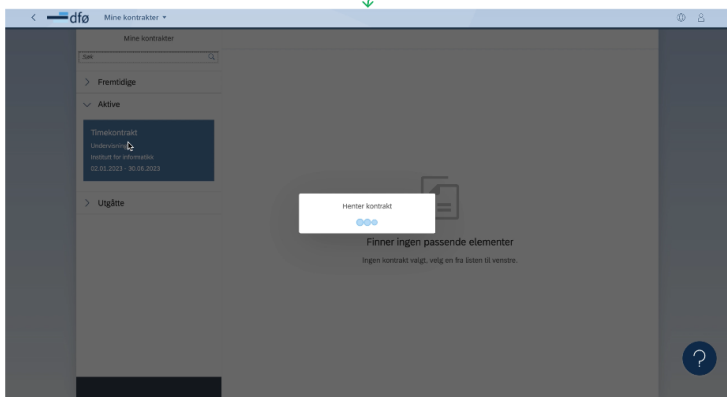 dfø Mine kontrakter
Mine kontrakter
Søk
Fremtidige
Aktive
Timekontrakt
Undervisning
Institutt for informatikk
02.01.2023 - 30.06.2023
Utgåtte
Henter kontrakt
Finner ingen passende elementer
Ingen kontrakt valgt, velg en fra listen til venstre.
?